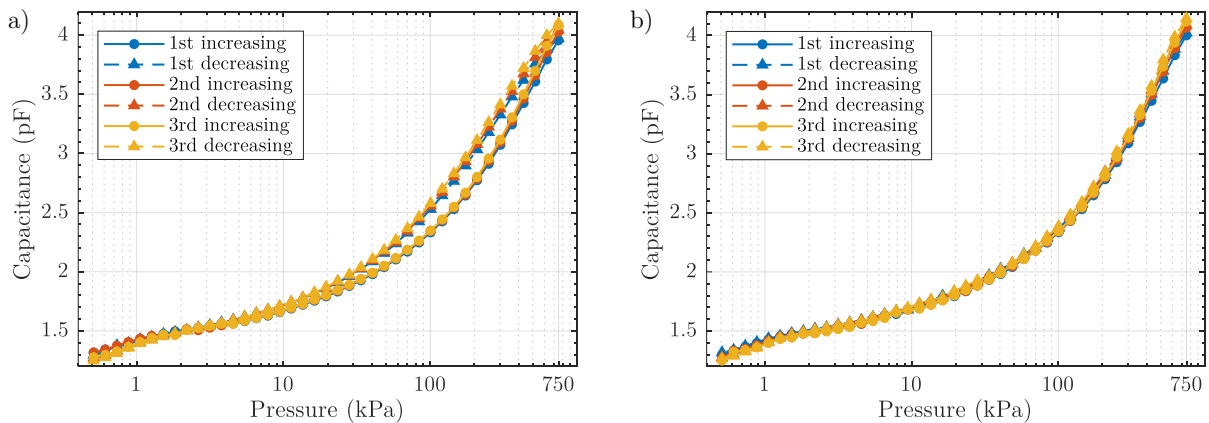 a)
4
3.5
3
2.5
2
1.5
Capacitance (pF)
1st increasing
1st decreasing
2nd increasing
2nd decreasing
3rd increasing
3rd decreasing
1
10
100
750
Pressure (kPa)
b)
4
3.5
3
2.5
2
1.5
Capacitance (pF)
1st increasing
1st decreasing
2nd increasing
2nd decreasing
3rd increasing
3rd decreasing
1
10
100
750
Pressure (kPa)